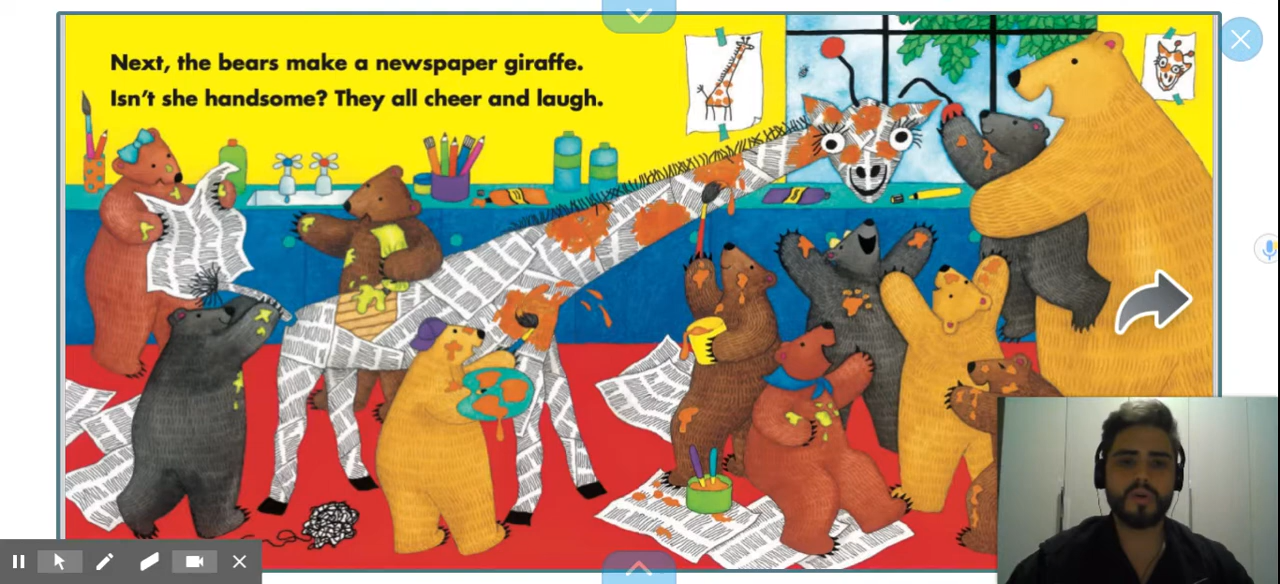 Next, the bears make a newspaper giraffe.
Isn't she handsome? They all cheer and laugh.